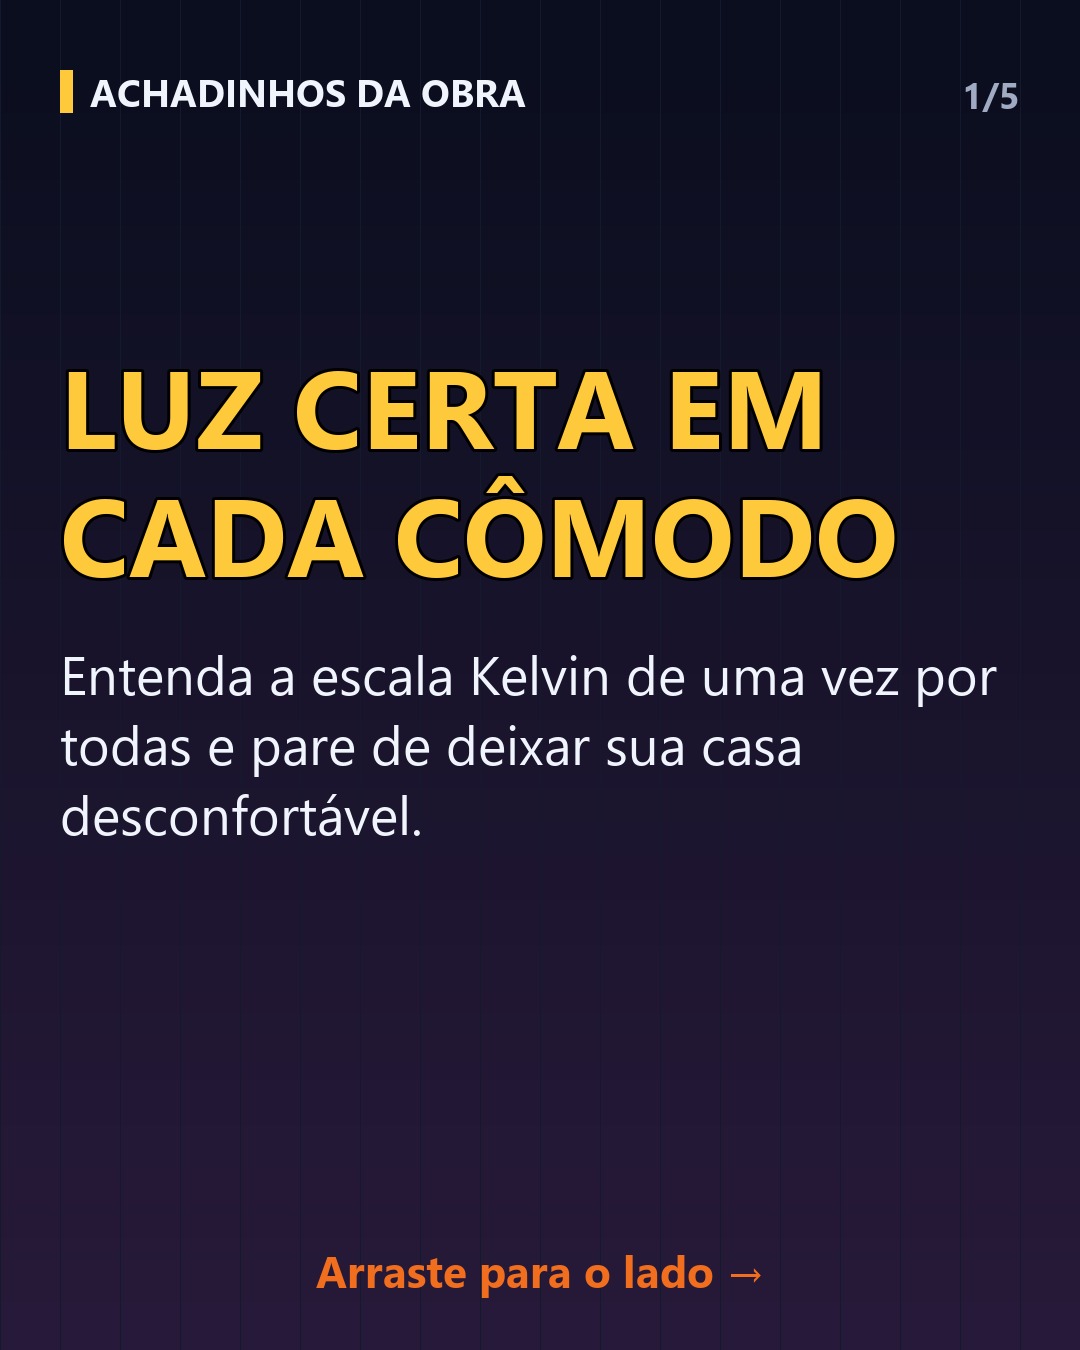 ACHADINHOS DA OBRA
1/5
LUZ CERTA EM
CADA CÔMODO
Entenda a escala Kelvin de uma vez por
todas e pare de deixar sua casa
desconfortável.
Arraste para o lado →